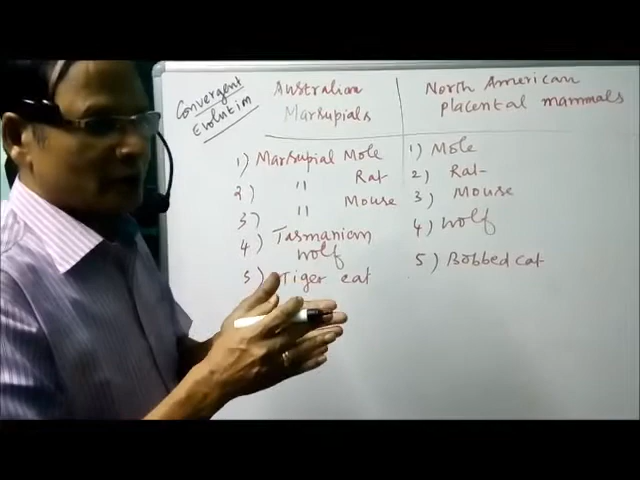 Convergent
Evolution
Australian
Marsupials
North American
placental mammals
1) Marsupial Mole
2) " Rat
3) " Mouse
4) Tasmanian
wolf
5) Tiger cat
1) Mole
2) Rat
3) Mouse
4) wolf
5) Bobbed cat